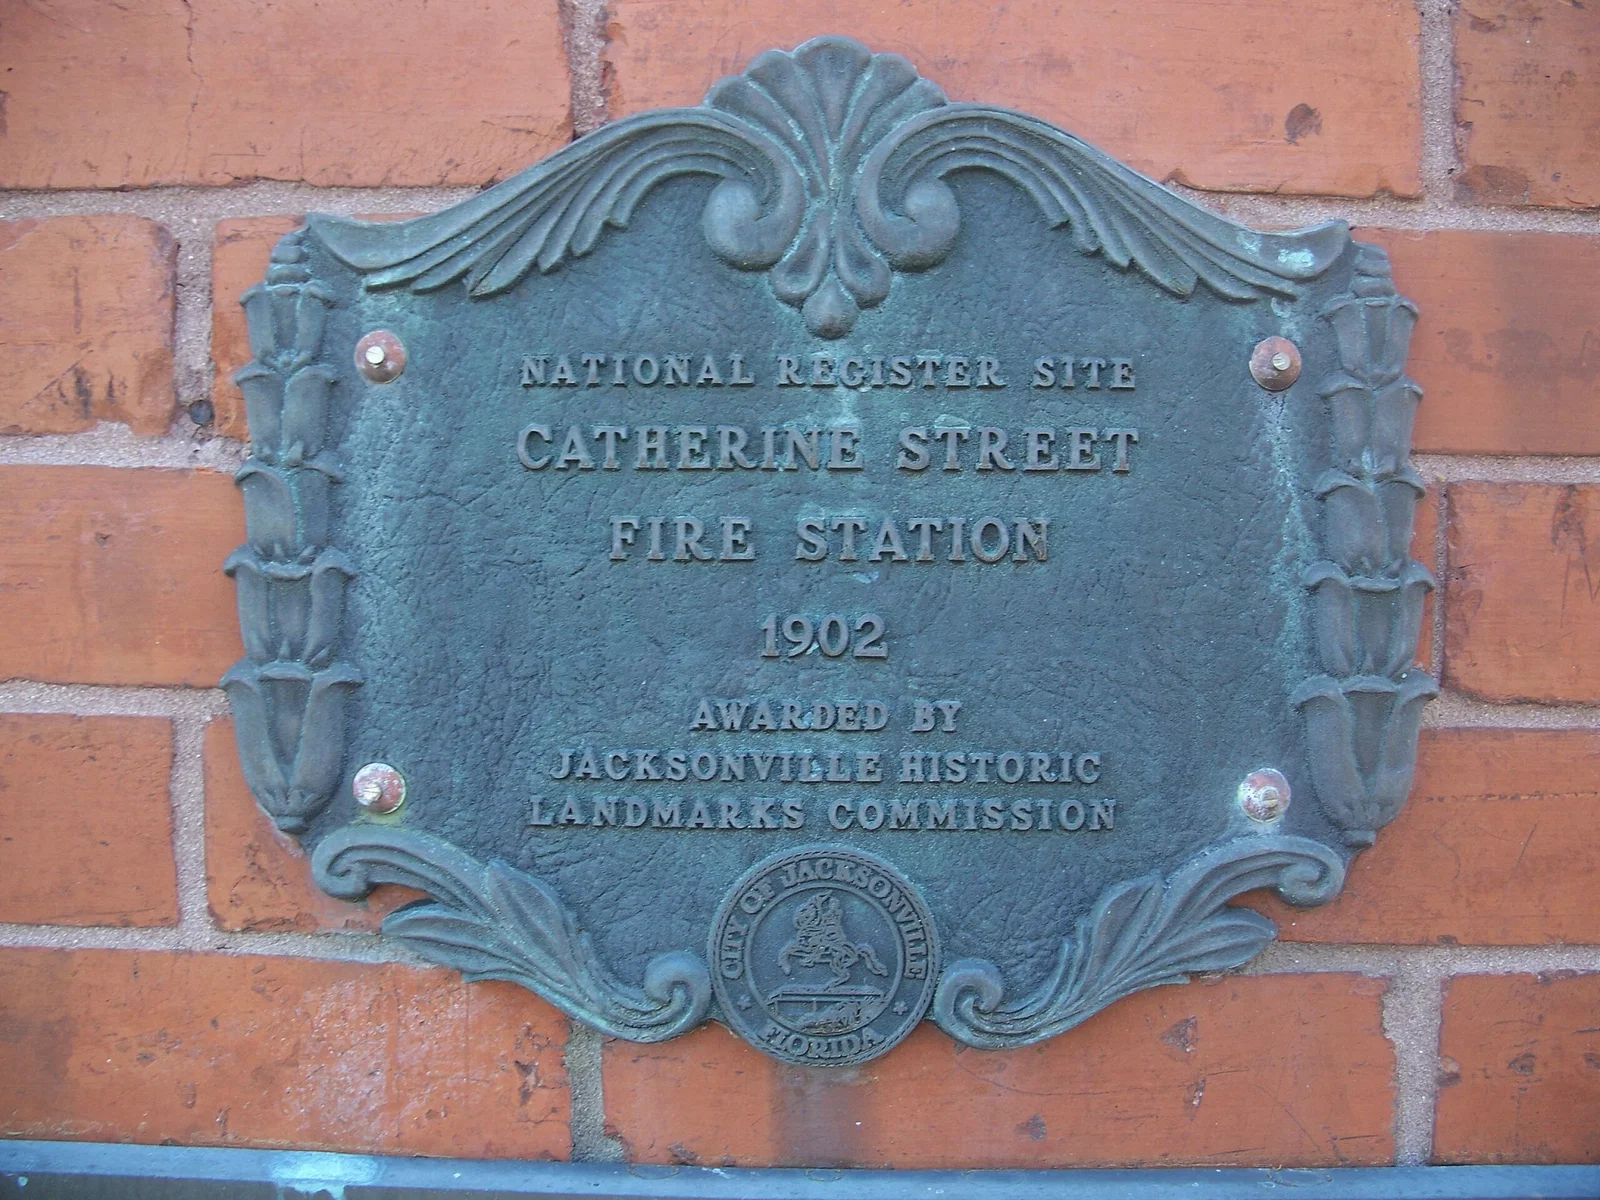 NATIONAL REGISTER SITE
CATHERINE STREET
FIRE STATION
1902
AWARDED BY
JACKSONVILLE HISTORIC
LANDMARKS COMMISSION
CITY OF JACKSONVILLE
FLORIDA